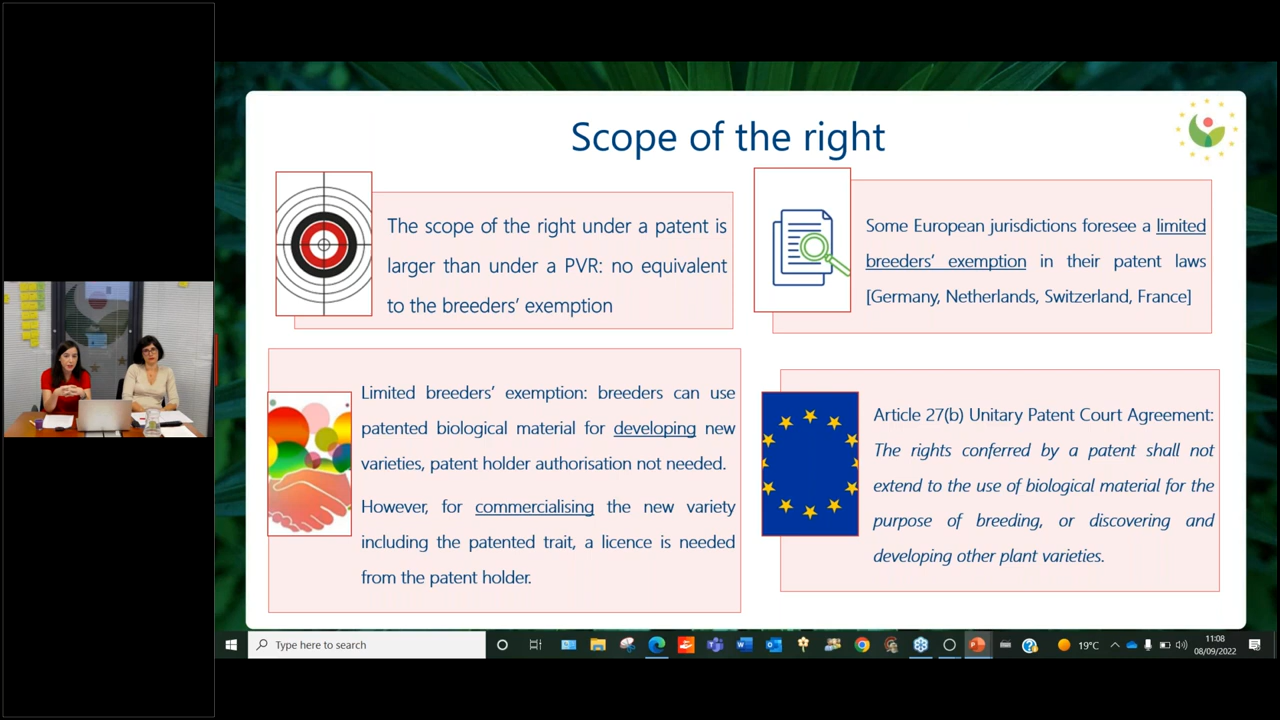 Scope of the right
The scope of the right under a patent is
larger than under a PVR: no equivalent
to the breeders’ exemption
Some European jurisdictions foresee a limited
breeders’ exemption in their patent laws
[Germany, Netherlands, Switzerland, France]
Limited breeders’ exemption: breeders can use
patented biological material for developing new
varieties, patent holder authorisation not needed.
However, for commercialising the new variety
including the patented trait, a licence is needed
from the patent holder.
Article 27(b) Unitary Patent Court Agreement:
The rights conferred by a patent shall not
extend to the use of biological material for the
purpose of breeding, or discovering and
developing other plant varieties.
Type here to search
19°C
11:08
08/09/2022